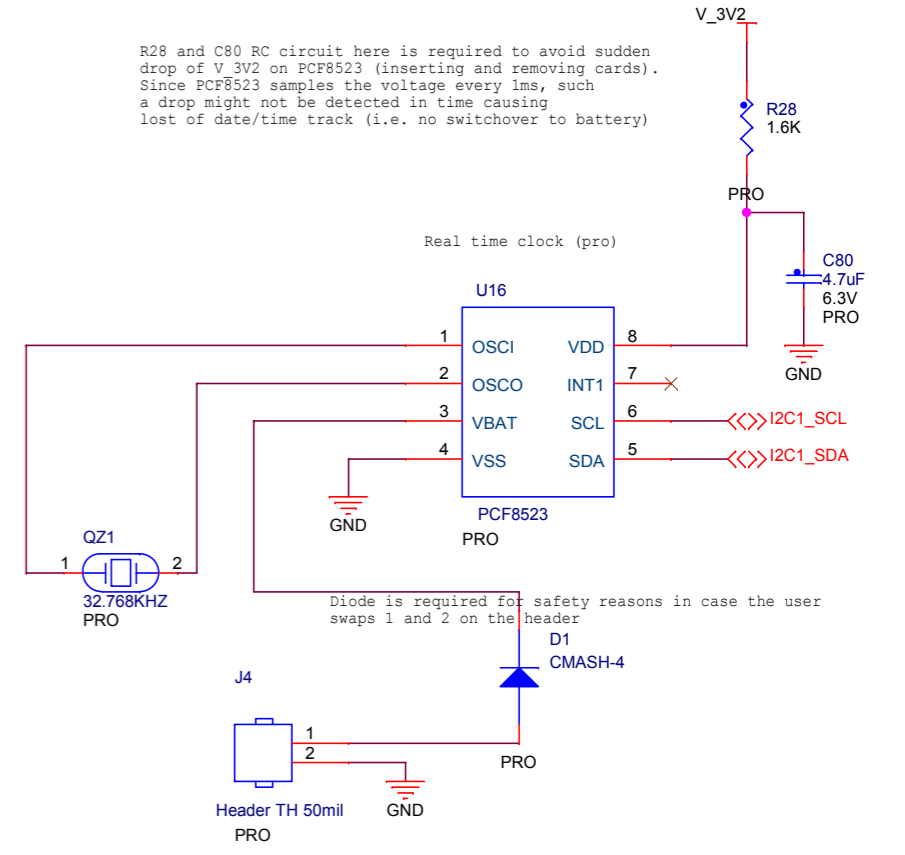 V_3V2
R28 and C80 RC circuit here is required to avoid sudden
drop of V_3V2 on PCF8523 (inserting and removing cards).
Since PCF8523 samples the voltage every 1ms, such
a drop might not be detected in time causing
lost of date/time track (i.e. no switchover to battery)
R28
1.6K
PRO
Real time clock (pro)
C80
4.7uF
6.3V
PRO
GND
U16
1 OSCI VDD 8
2 OSCO INT1 7
3 VBAT SCL 6 I2C1_SCL
4 VSS SDA 5 I2C1_SDA
GND
PCF8523
PRO
QZ1
1 2
32.768KHZ
PRO
Diode is required for safety reasons in case the user
swaps 1 and 2 on the header
D1
CMASH-4
J4
1
2
PRO
Header TH 50mil
GND
PRO